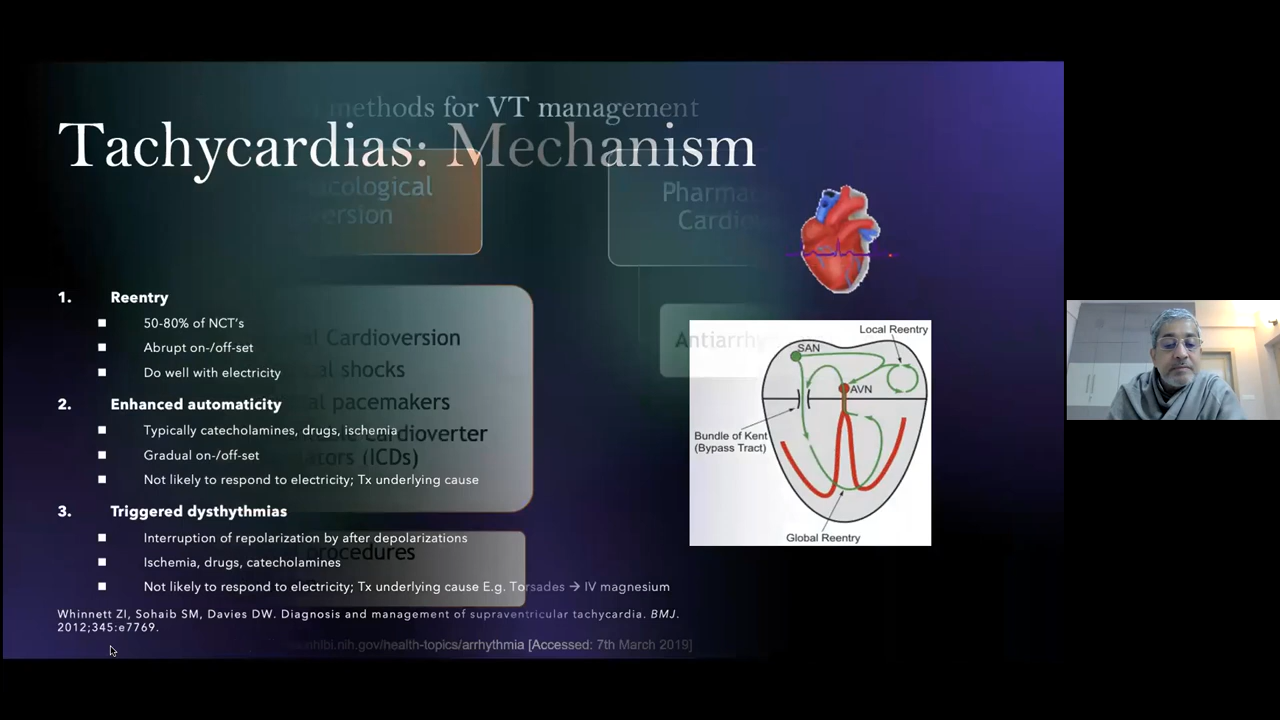 methods for VT management
Tachycardias: Mechanism
cological
ersion
Pharmac
Cardio
1. Reentry
50-80% of NCT's
Abrupt on-/off-set
Do well with electricity
2. Enhanced automaticity
Typically catecholamines, drugs, ischemia
Gradual on-/off-set
Not likely to respond to electricity; Tx underlying cause
3. Triggered dysthythmias
Interruption of repolarization by after depolarizations
Ischemia, drugs, catecholamines
Not likely to respond to electricity; Tx underlying cause E.g. Torsades → IV magnesium
Whinnett ZI, Sohaib SM, Davies DW. Diagnosis and management of supraventricular tachycardia. BMJ.
2012;345:e7769.
al Cardioversion
al shocks
al pacemakers
cardioverter
ators (ICDs)
procedures
Antiarrhy
nhlbi.nih.gov/health-topics/arrhythmia [Accessed: 7th March 2019]
Local Reentry
SAN
AVN
Bundle of Kent
(Bypass Tract)
Global Reentry